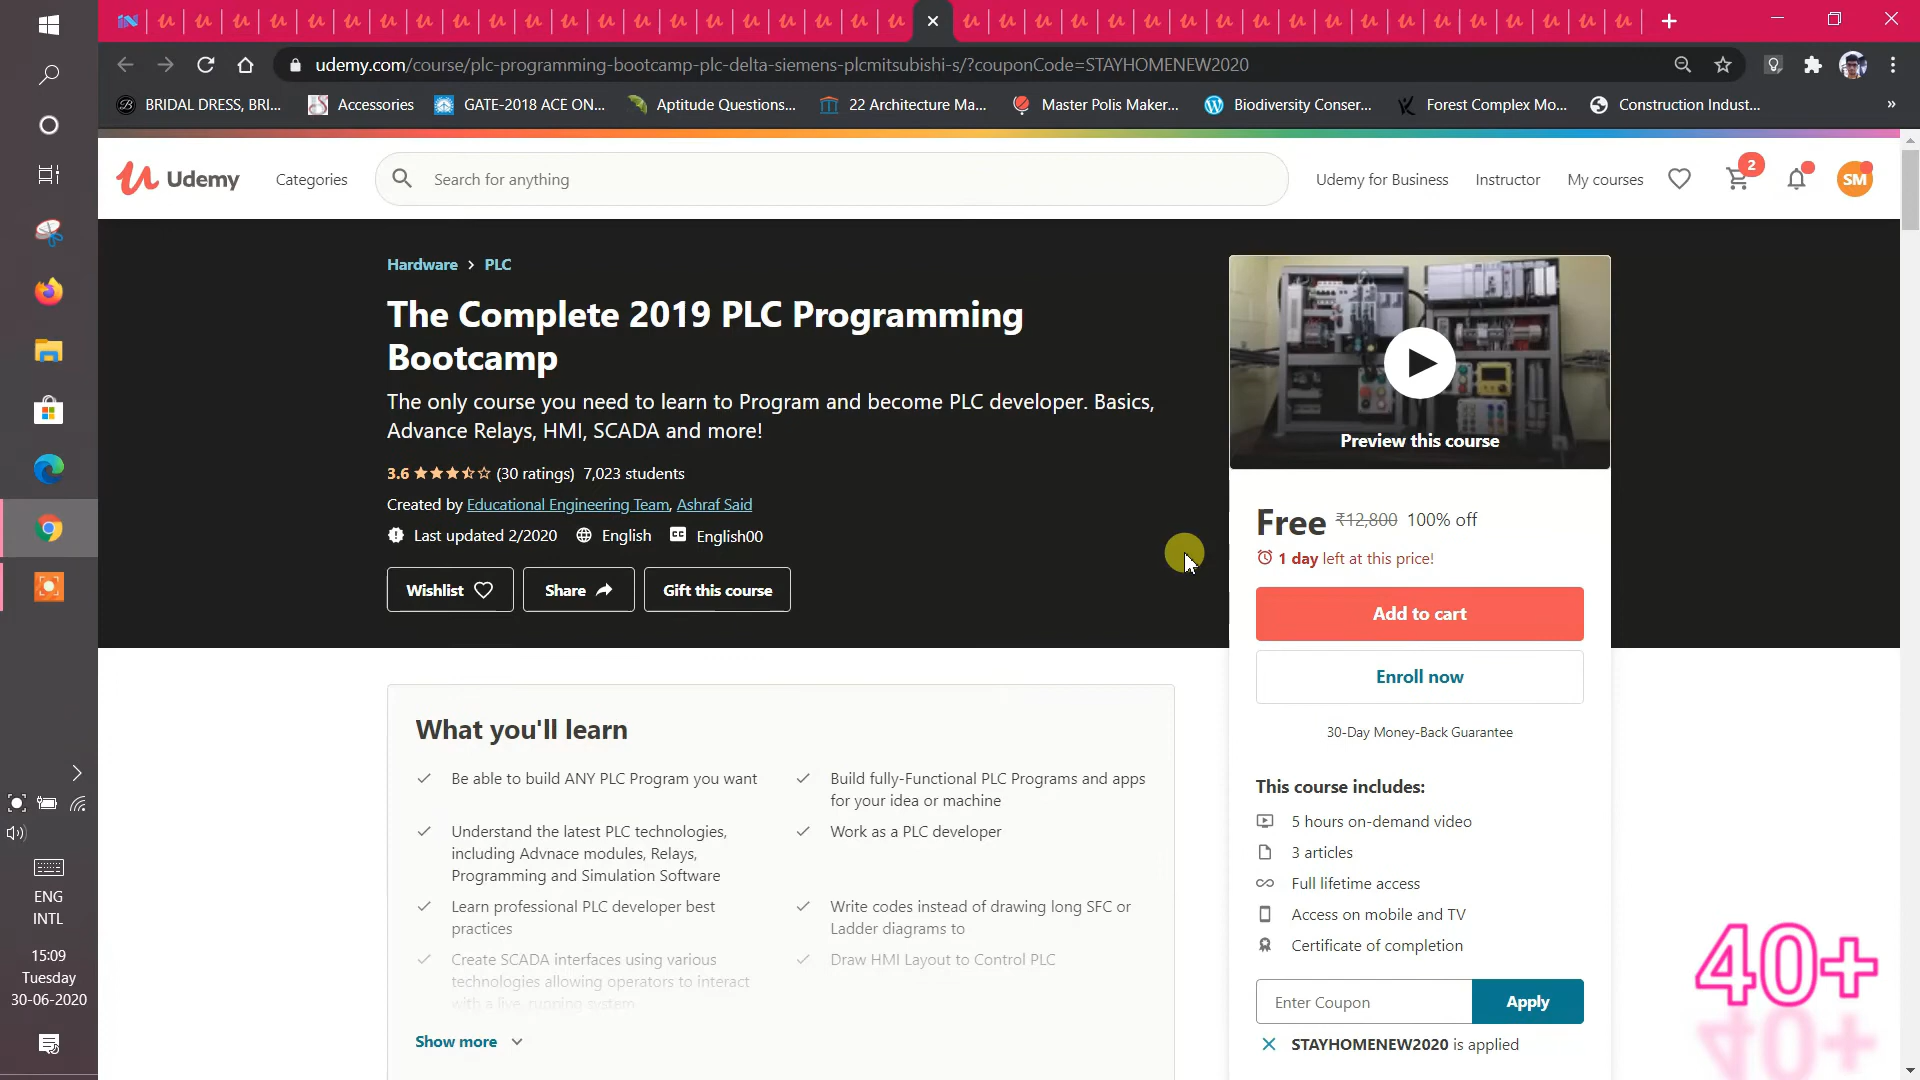 udemy.com/course/plc-programming-bootcamp-plc-delta-siemens-plcmitsubishi-s/?couponCode=STAYHOMENEW2020
BRIDAL DRESS, BRI...
Accessories
GATE-2018 ACE ON...
Aptitude Questions...
22 Architecture Ma...
Master Polis Maker...
Biodiversity Conser...
Forest Complex Mo...
Construction Indust...
»
Udemy
Categories
Search for anything
Udemy for Business
Instructor
My courses
2
SM
Hardware > PLC
The Complete 2019 PLC Programming
Bootcamp
The only course you need to learn to Program and become PLC developer. Basics,
Advance Relays, HMI, SCADA and more!
3.6 (30 ratings) 7,023 students
Created by Educational Engineering Team, Ashraf Said
Last updated 2/2020 English CC English00
Wishlist
Share
Gift this course
Preview this course
Free ₹12,800 100% off
1 day left at this price!
Add to cart
Enroll now
30-Day Money-Back Guarantee
This course includes:
5 hours on-demand video
3 articles
Full lifetime access
Access on mobile and TV
Certificate of completion
Enter Coupon
Apply
STAYHOMENEW2020 is applied
What you'll learn
Be able to build ANY PLC Program you want
Build fully-Functional PLC Programs and apps
for your idea or machine
Understand the latest PLC technologies,
including Advnace modules, Relays,
Programming and Simulation Software
Work as a PLC developer
Learn professional PLC developer best
practices
Write codes instead of drawing long SFC or
Ladder diagrams to
Create SCADA interfaces using various
technologies allowing operators to interact
with a live, running system
Draw HMI Layout to Control PLC
Show more
ENG
INTL
15:09
Tuesday
30-06-2020
40+